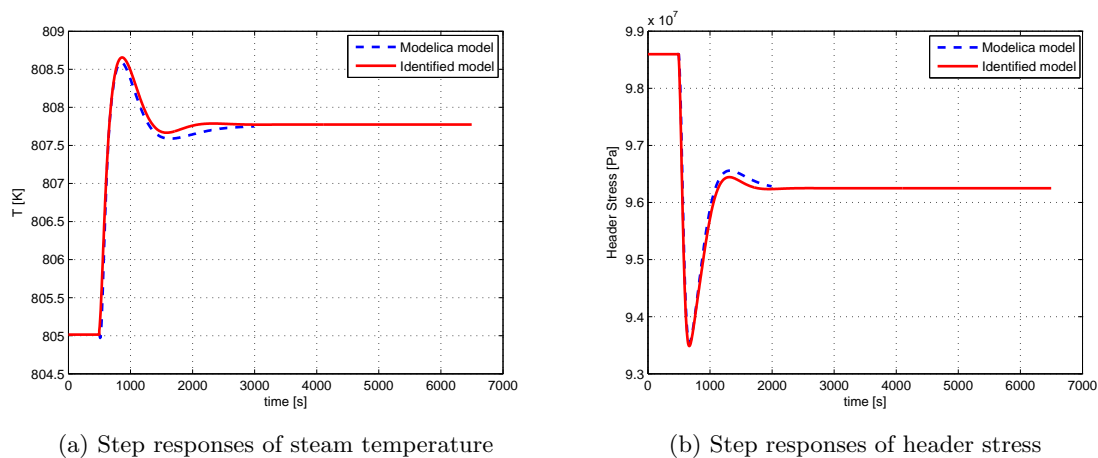 809
808.5
808
807.5
807
806.5
806
805.5
805
804.5
T [K]
0 1000 2000 3000 4000 5000 6000 7000
time [s]
Modelica model
Identified model
(a) Step responses of steam temperature
x 10^7
9.9
9.8
9.7
9.6
9.5
9.4
9.3
Header Stress [Pa]
0 1000 2000 3000 4000 5000 6000 7000
time [s]
Modelica model
Identified model
(b) Step responses of header stress